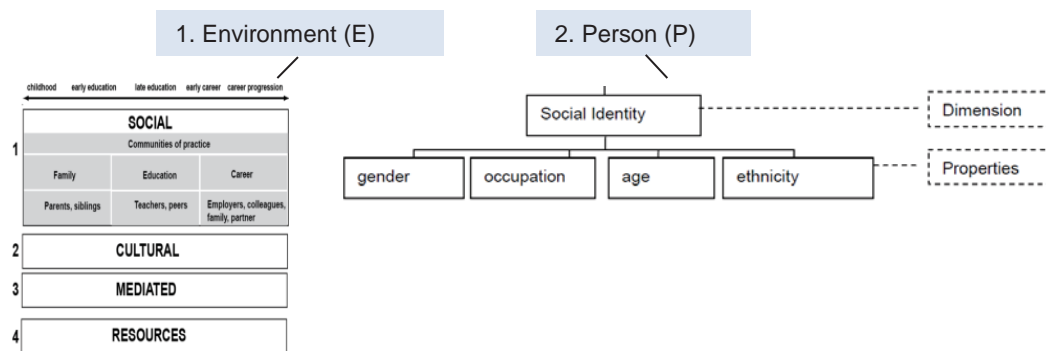 1. Environment (E)
2. Person (P)
childhood early education late education early career career progression
1
SOCIAL
Communities of practice
Family Education Career
Parents, siblings Teachers, peers Employers, colleagues,
family, partner
2 CULTURAL
3 MEDIATED
4 RESOURCES
Social Identity
Dimension
gender occupation age ethnicity
Properties